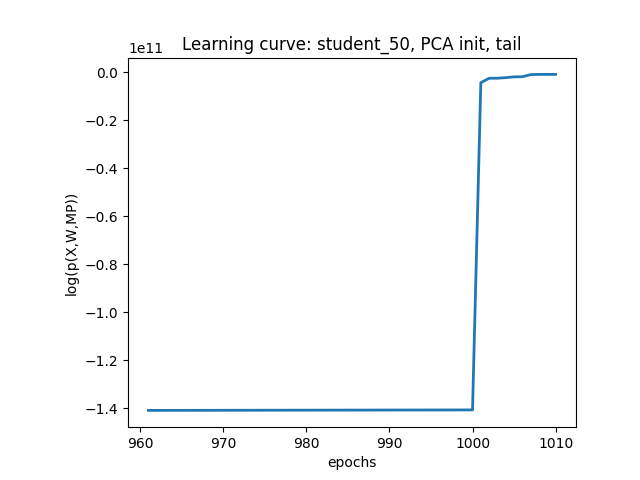 Learning curve: student_50, PCA init, tail
1e11
0.0
−0.2
−0.4
−0.6
−0.8
−1.0
−1.2
−1.4
log(p(X,W,MP))
960 970 980 990 1000 1010
epochs